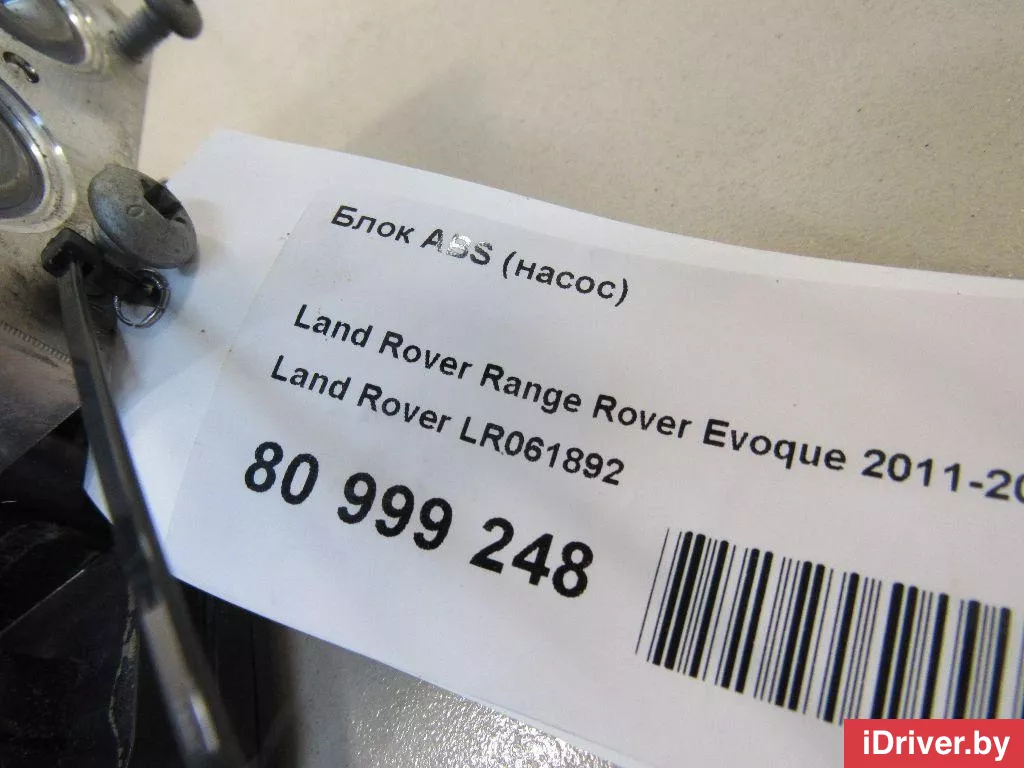 Блок ABS (насос)
Land Rover Range Rover Evoque 2011-20
Land Rover LR061892
80 999 248
iDriver.by